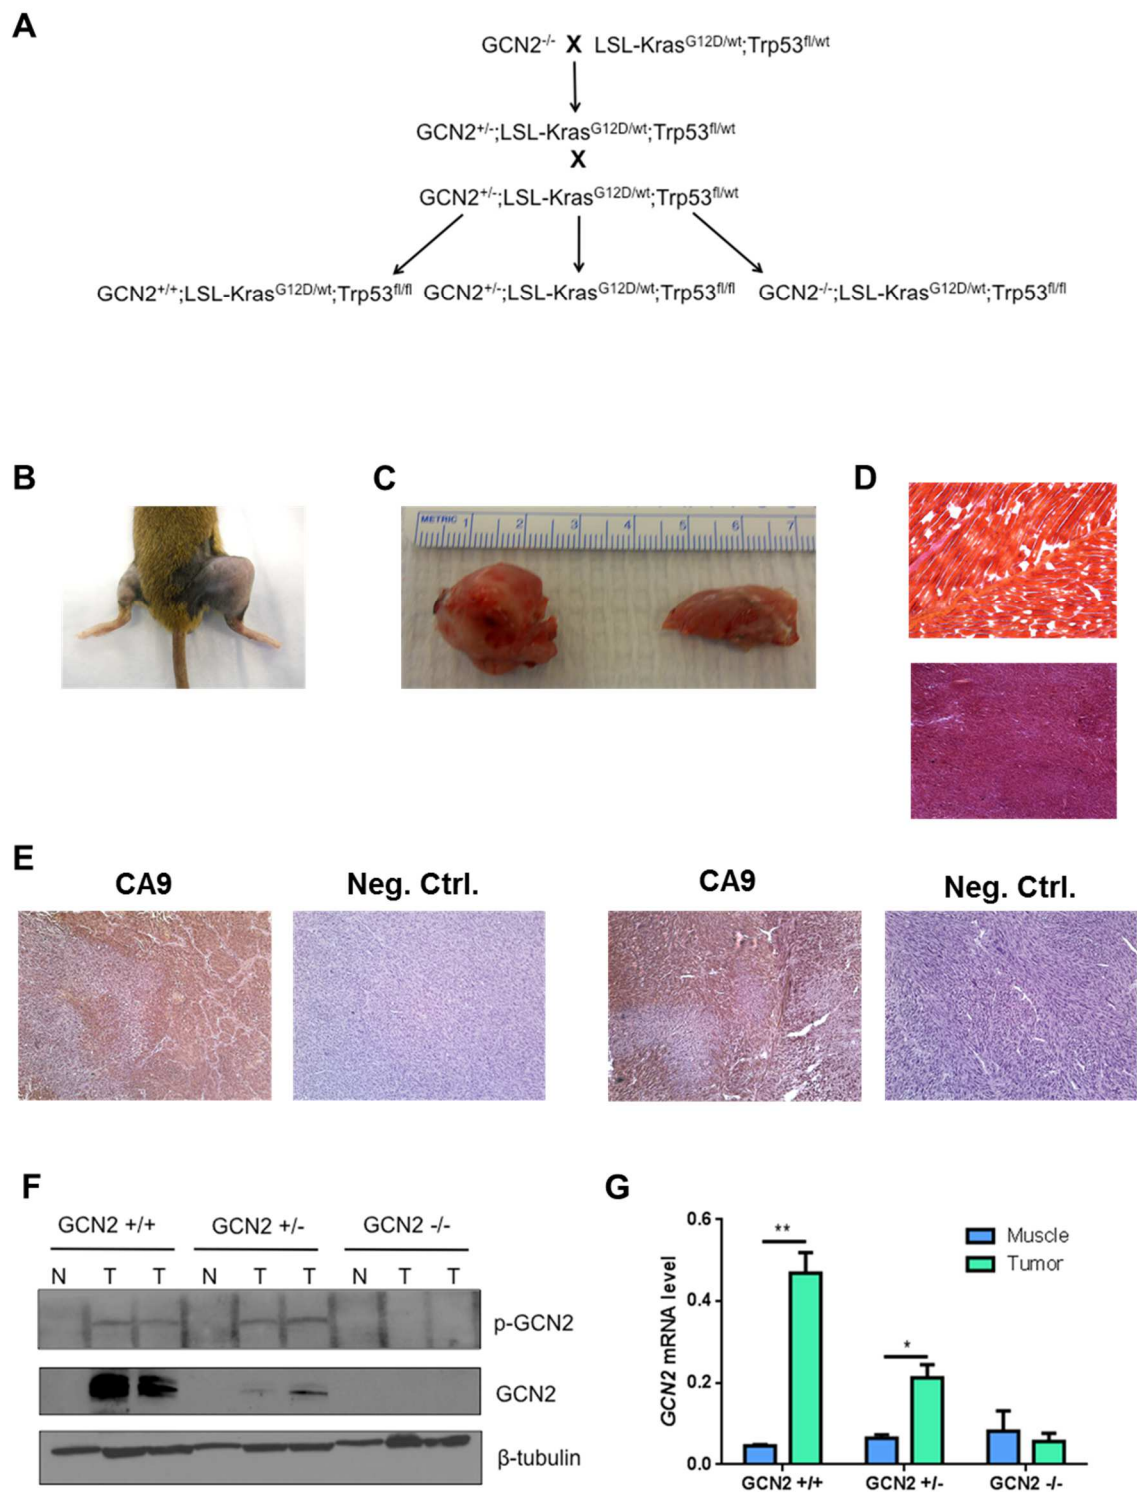 A
GCN2-/- X LSL-KrasG12D/wt;Trp53fl/wt
GCN2+/-;LSL-KrasG12D/wt;Trp53fl/wt
X
GCN2+/-;LSL-KrasG12D/wt;Trp53fl/wt
GCN2+/+;LSL-KrasG12D/wt;Trp53fl/fl GCN2+/-;LSL-KrasG12D/wt;Trp53fl/fl GCN2-/-;LSL-KrasG12D/wt;Trp53fl/fl
B C D
METRIC 1 2 3 4 5 6 7
E
CA9 Neg. Ctrl. CA9 Neg. Ctrl.
F
GCN2 +/+ GCN2 +/- GCN2 -/-
N T T N T T N T T
p-GCN2
GCN2
β-tubulin
G
GCN2 mRNA level
0.6
0.4
0.2
0.0
** *
Muscle
Tumor
GCN2 +/+ GCN2 +/- GCN2 -/-